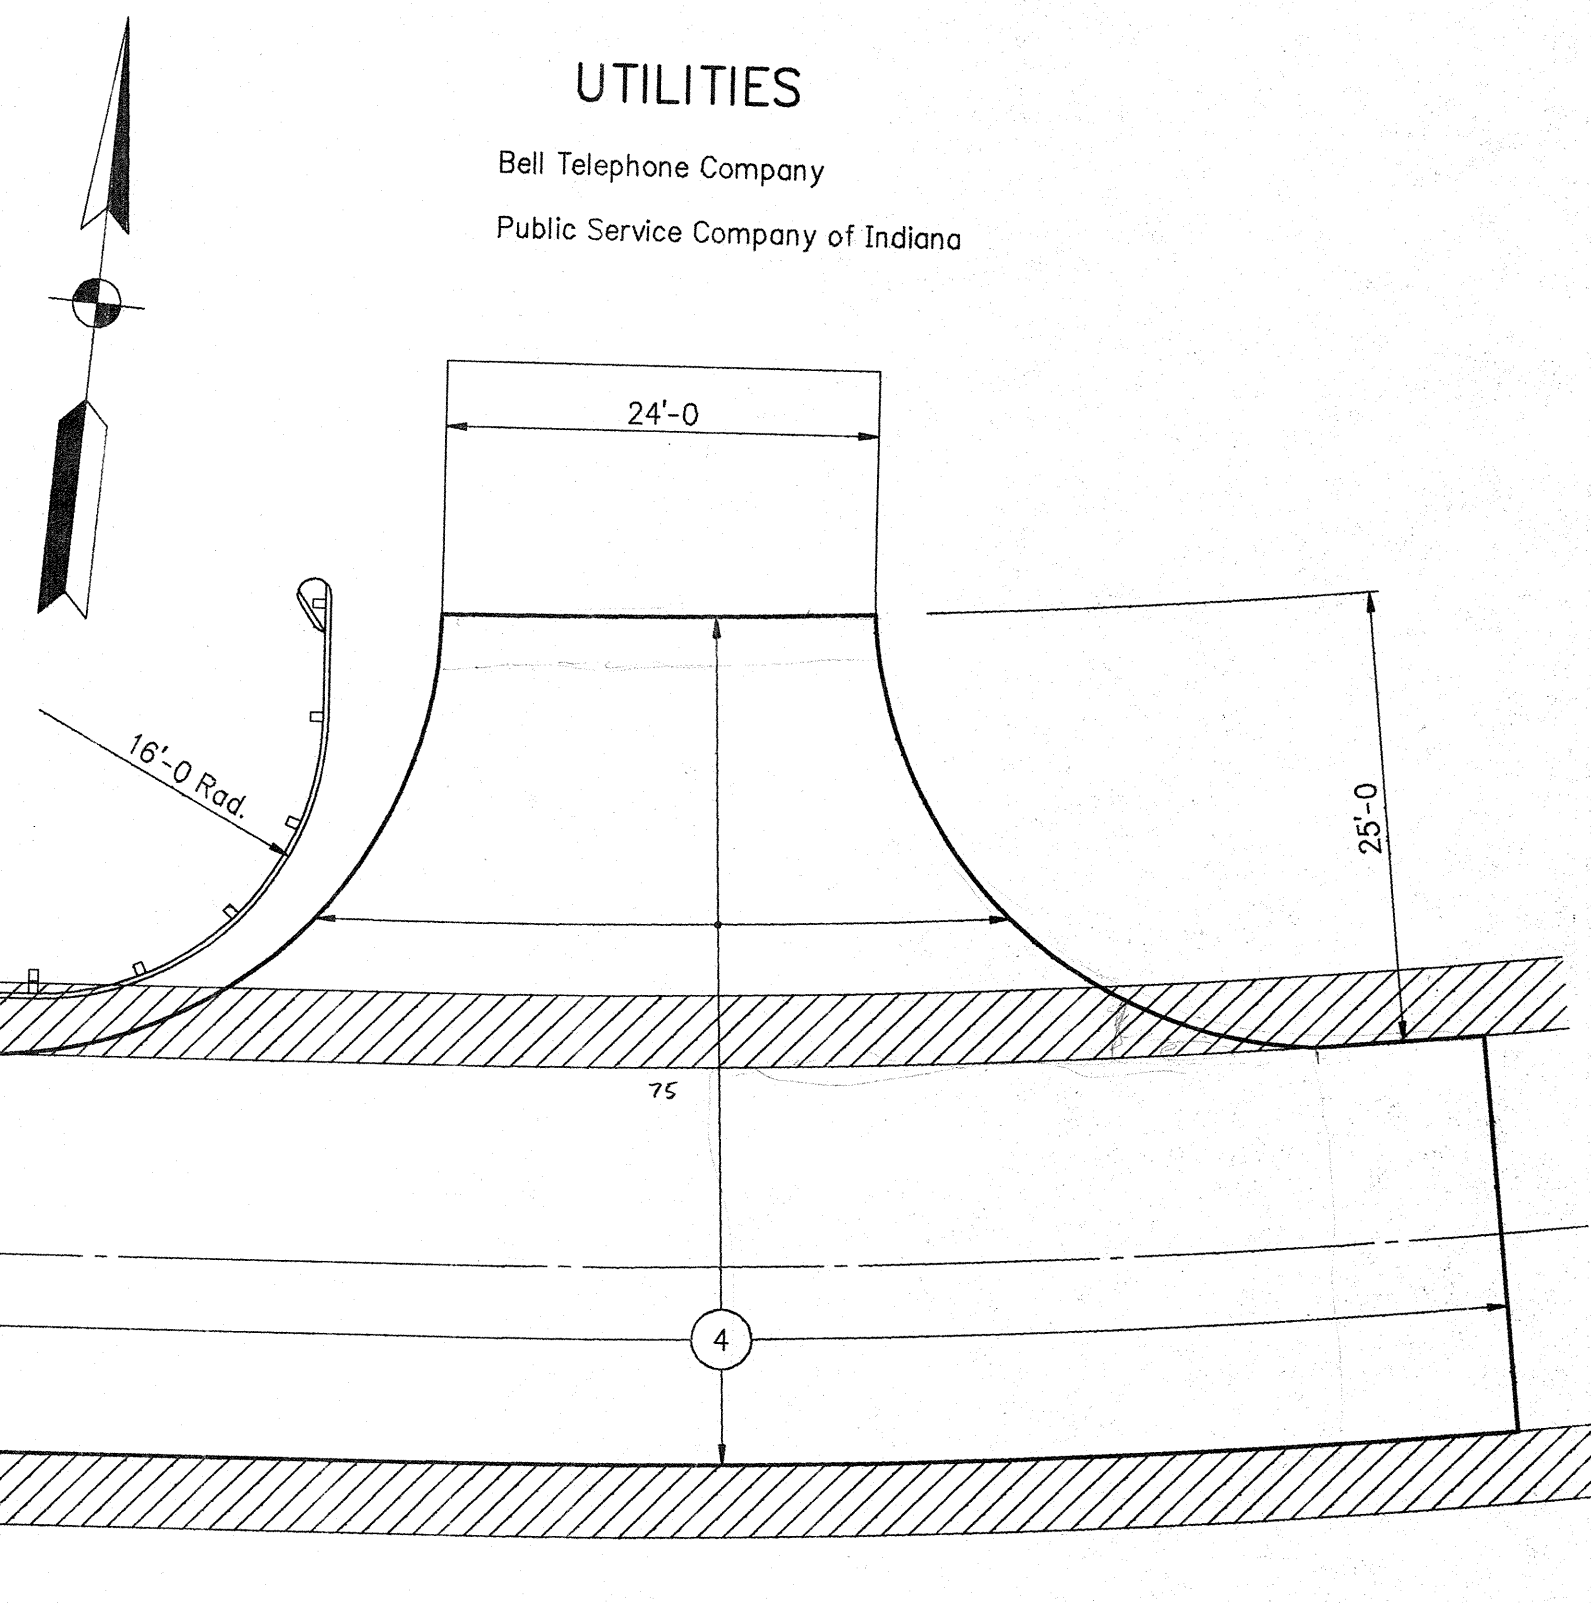 UTILITIES
Bell Telephone Company
Public Service Company of Indiana
24'-0
16'-0 Rad.
25'-0
75
4